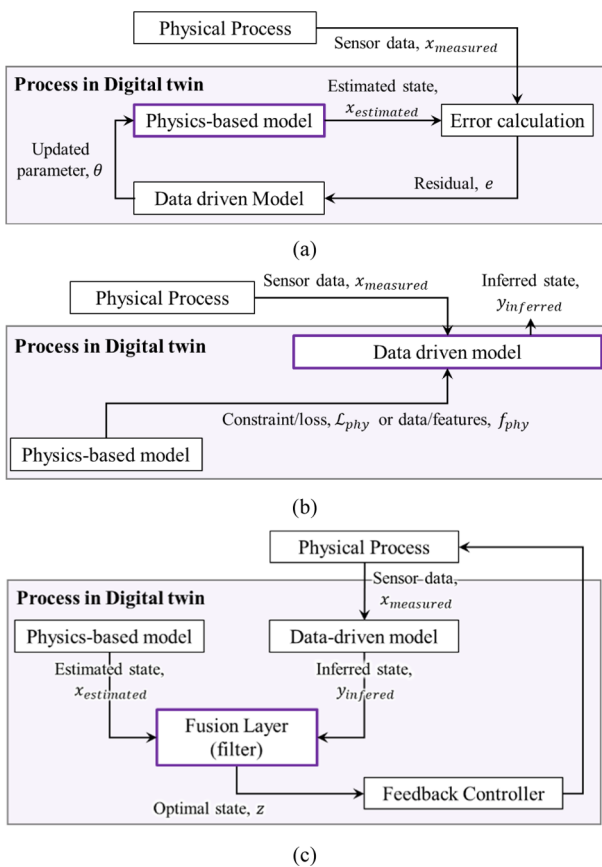 Physical Process
Sensor data, x_measured
Process in Digital twin
Estimated state,
x_estimated
Physics-based model
Error calculation
Updated
parameter, θ
Residual, e
Data driven Model
(a)
Sensor data, x_measured
Inferred state,
y_inferred
Physical Process
Process in Digital twin
Data driven model
Constraint/loss, ℒ_phy or data/features, f_phy
Physics-based model
(b)
Physical Process
Sensor data,
x_measured
Process in Digital twin
Physics-based model
Data-driven model
Estimated state,
x_estimated
Inferred state,
y_infered
Fusion Layer
(filter)
Feedback Controller
Optimal state, z
(c)